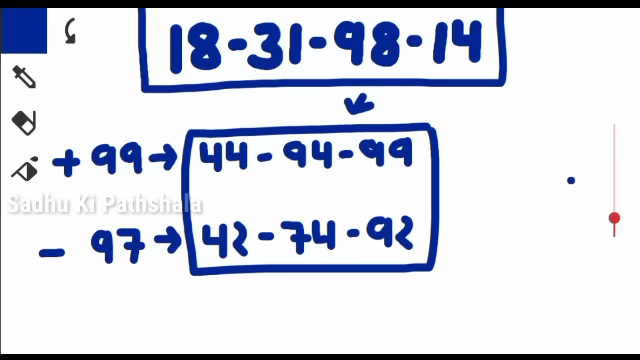 18-31-98-14
+ 99 → 44-94-99
Sadhu Ki Pathshala
- 97 → 42-74-92